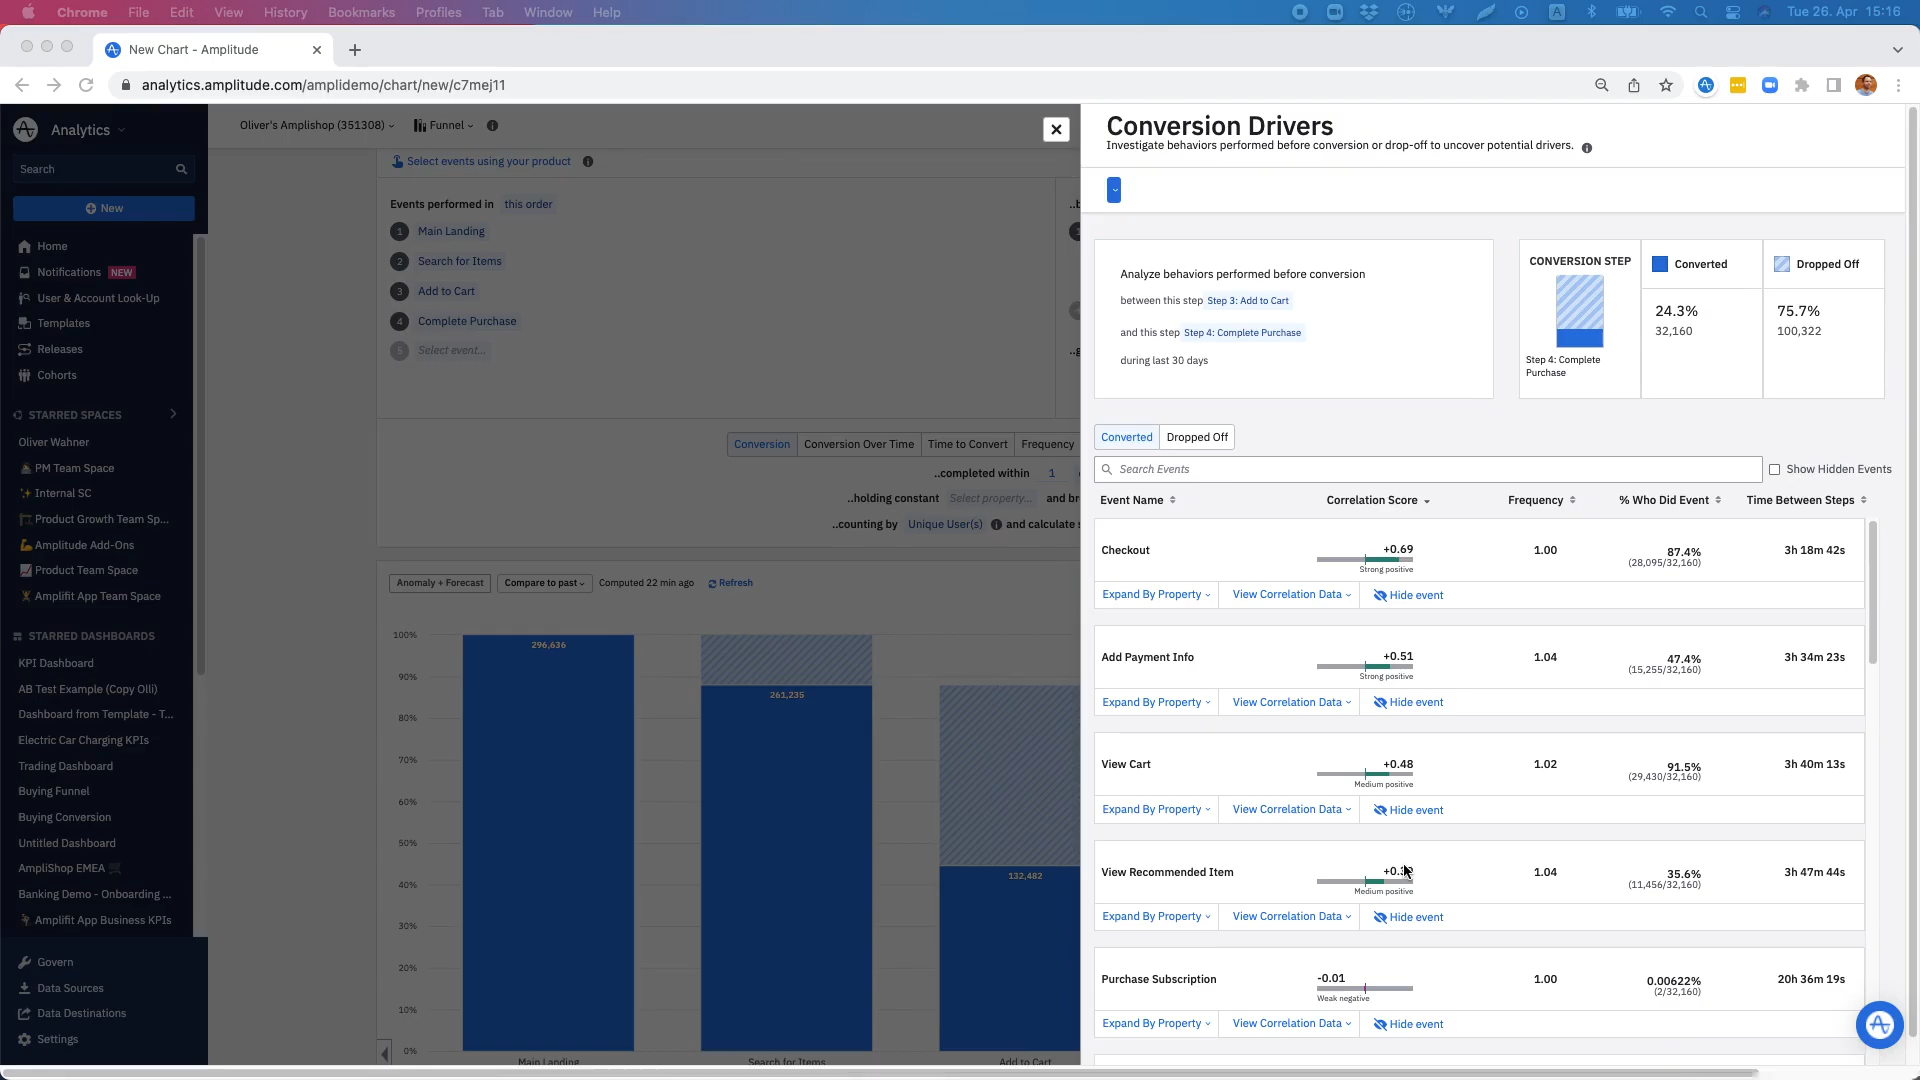 Chrome File Edit View History Bookmarks Profiles Tab Window Help
Tue 26. Apr 15:16
New Chart - Amplitude
analytics.amplitude.com/amplidemo/chart/new/c7mej11
Analytics
Search
New
Home
Notifications NEW
User & Account Look-Up
Templates
Releases
Cohorts
STARRED SPACES
Oliver Wahner
PM Team Space
Internal SC
Product Growth Team Sp...
Amplitude Add-Ons
Product Team Space
Amplifit App Team Space
STARRED DASHBOARDS
KPI Dashboard
AB Test Example (Copy Olli)
Dashboard from Template - T...
Electric Car Charging KPIs
Trading Dashboard
Buying Funnel
Buying Conversion
Untitled Dashboard
AmpliShop EMEA
Banking Demo - Onboarding ...
Amplifit App Business KPIs
Govern
Data Sources
Data Destinations
Settings
Oliver's Amplishop (351308) Funnel
Select events using your product
Events performed in this order
1 Main Landing
2 Search for Items
3 Add to Cart
4 Complete Purchase
5 Select event...
Conversion Conversion Over Time Time to Convert Frequency
..completed within 1
..holding constant Select property... and br
..counting by Unique User(s) and calculate s
Anomaly + Forecast Compare to past Computed 22 min ago Refresh
100%
90%
80%
70%
60%
50%
40%
30%
20%
10%
0%
296,636
261,235
132,482
Main Landing Search for Items Add to Cart
Conversion Drivers
Investigate behaviors performed before conversion or drop-off to uncover potential drivers.
Analyze behaviors performed before conversion
between this step Step 3: Add to Cart
and this step Step 4: Complete Purchase
during last 30 days
CONVERSION STEP
Step 4: Complete
Purchase
Converted
24.3%
32,160
Dropped Off
75.7%
100,322
Converted Dropped Off
Search Events Show Hidden Events
Event Name Correlation Score Frequency % Who Did Event Time Between Steps
Checkout +0.69 1.00 87.4% 3h 18m 42s
Strong positive (28,095/32,160)
Expand By Property View Correlation Data Hide event
Add Payment Info +0.51 1.04 47.4% 3h 34m 23s
Strong positive (15,255/32,160)
Expand By Property View Correlation Data Hide event
View Cart +0.48 1.02 91.5% 3h 40m 13s
Medium positive (29,430/32,160)
Expand By Property View Correlation Data Hide event
View Recommended Item 1.04 35.6% 3h 47m 44s
Medium positive (11,456/32,160)
Expand By Property View Correlation Data Hide event
Purchase Subscription -0.01 1.00 0.00622% 20h 36m 19s
Weak negative (2/32,160)
Expand By Property View Correlation Data Hide event